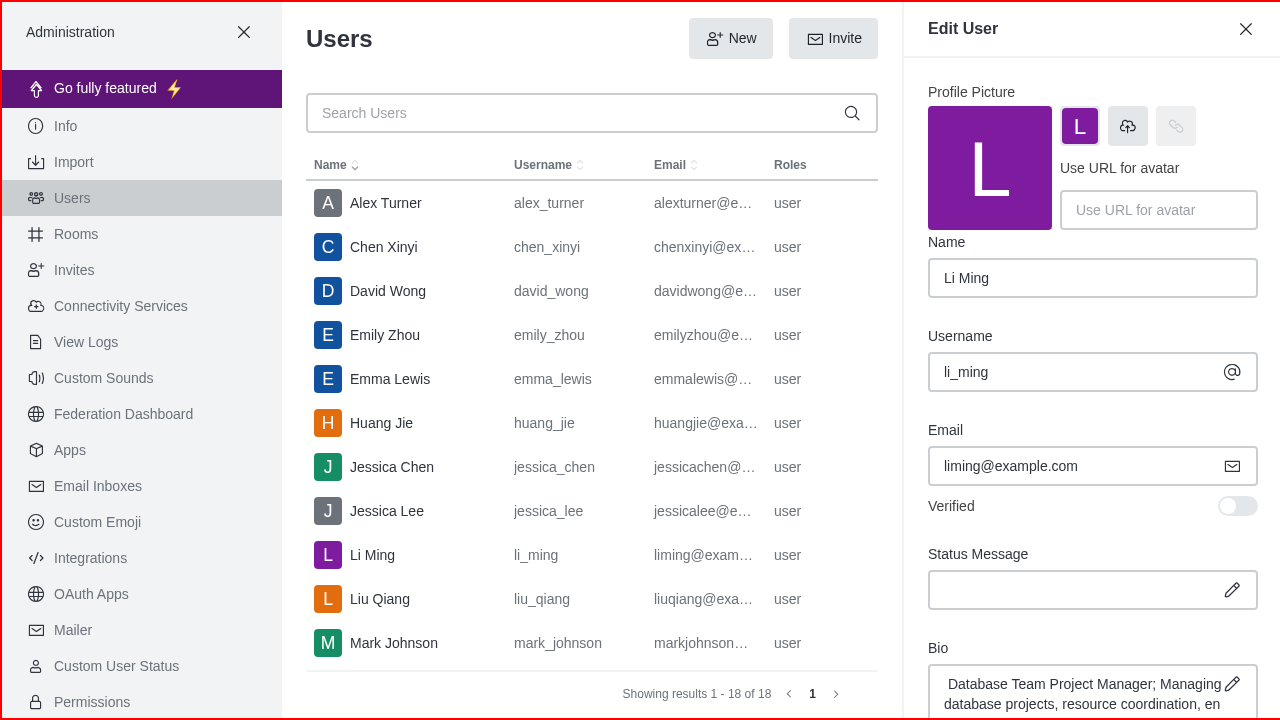 Administration
Go fully featured ⚡
Info
Import
Users
Rooms
Invites
Connectivity Services
View Logs
Custom Sounds
Federation Dashboard
Apps
Email Inboxes
Custom Emoji
Integrations
OAuth Apps
Mailer
Custom User Status
Permissions
Users
New
Invite
Search Users
Name Username Email Roles
A Alex Turner alex_turner alexturner@e… user
C Chen Xinyi chen_xinyi chenxinyi@ex… user
D David Wong david_wong davidwong@e… user
E Emily Zhou emily_zhou emilyzhou@e… user
E Emma Lewis emma_lewis emmalewis@… user
H Huang Jie huang_jie huangjie@exa… user
J Jessica Chen jessica_chen jessicachen@… user
J Jessica Lee jessica_lee jessicalee@e… user
L Li Ming li_ming liming@exam… user
L Liu Qiang liu_qiang liuqiang@exa… user
M Mark Johnson mark_johnson markjohnson… user
Showing results 1 - 18 of 18 1
Edit User
Profile Picture
L
L
Use URL for avatar
Use URL for avatar
Name
Li Ming
Username
li_ming
Email
liming@example.com
Verified
Status Message
Bio
Database Team Project Manager; Managing
database projects, resource coordination, en